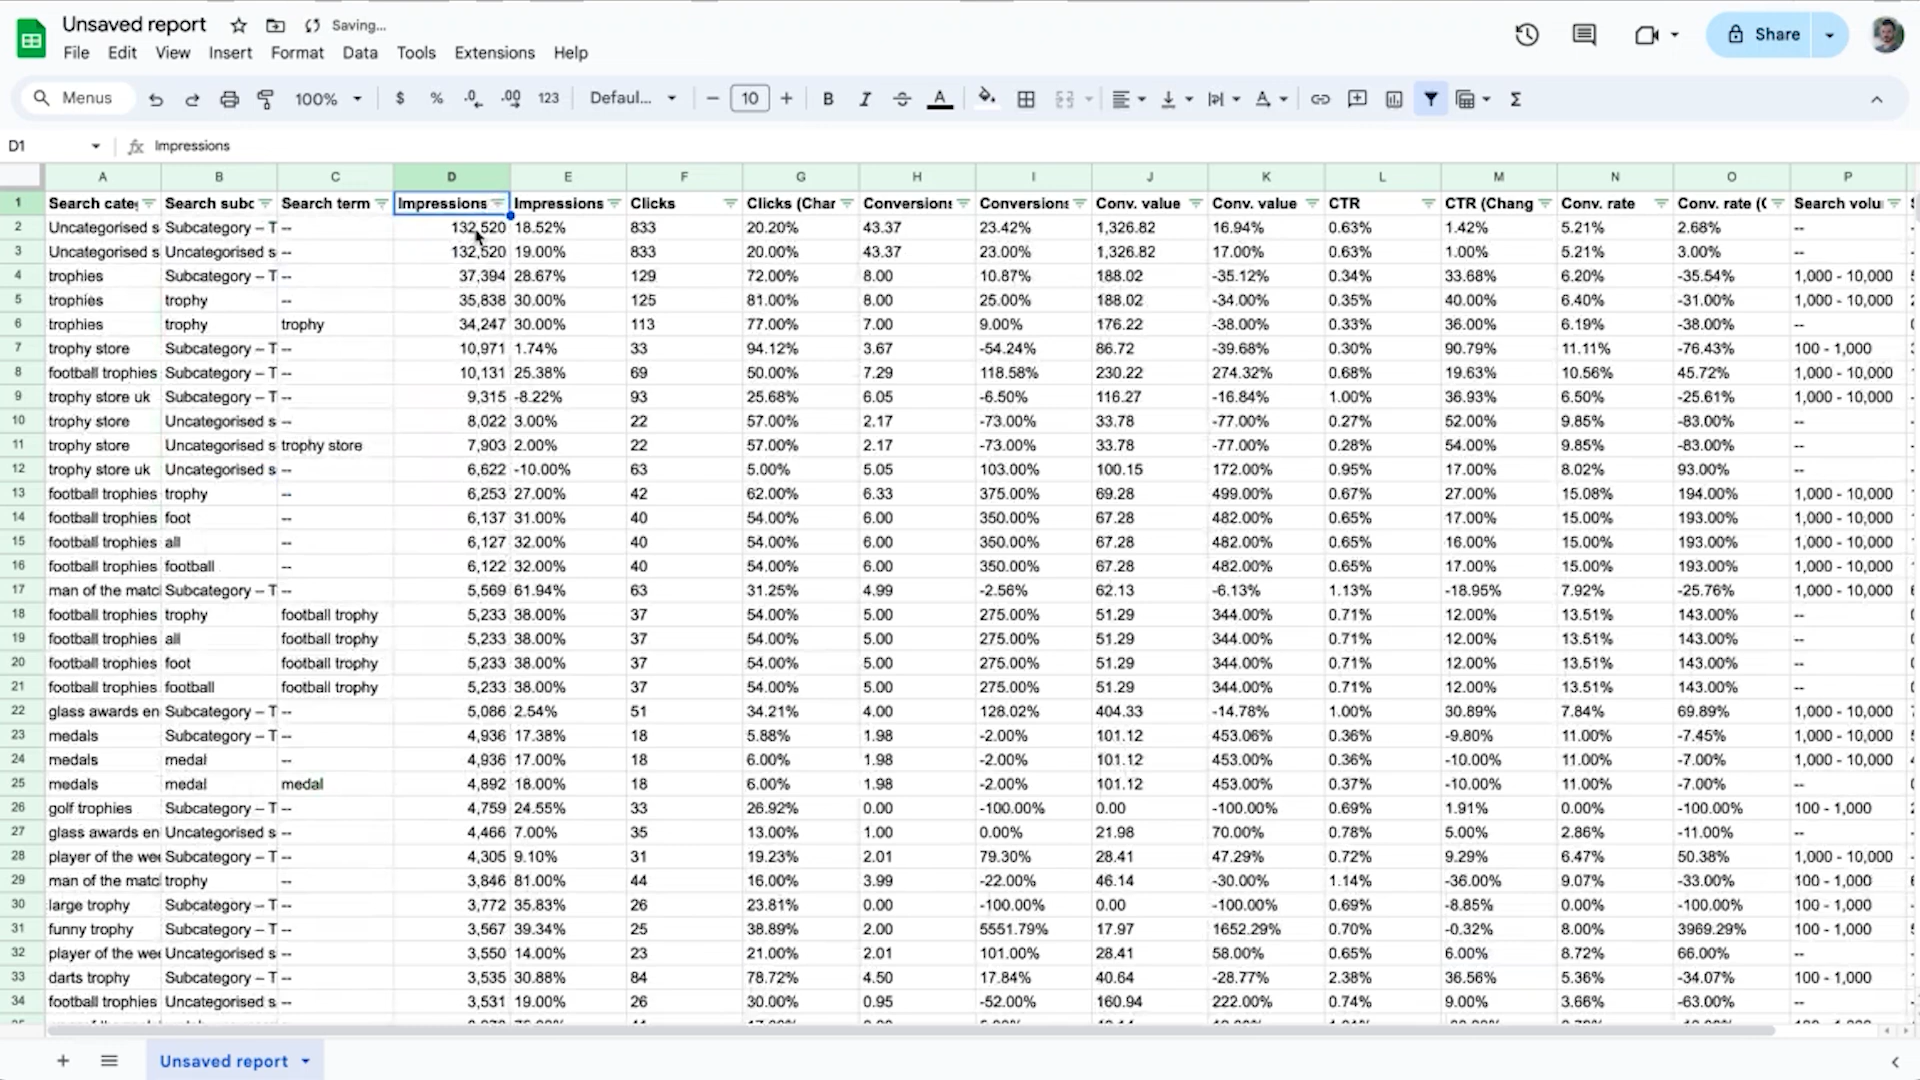 Unsaved report Saving...
File Edit View Insert Format Data Tools Extensions Help
Share
Menus 100% $ % .0 .00 123 Defaul... 10 B I A
D1 fx Impressions
A B C D E F G H I J K L M N O P
1 Search cate Search subc Search term Impressions Impressions Clicks Clicks (Char Conversions Conversions Conv. value Conv. value CTR CTR (Chang Conv. rate Conv. rate (C Search volu
2 Uncategorised s Subcategory – T -- 132,520 18.52% 833 20.20% 43.37 23.42% 1,326.82 16.94% 0.63% 1.42% 5.21% 2.68% --
3 Uncategorised s Uncategorised s -- 132,520 19.00% 833 20.00% 43.37 23.00% 1,326.82 17.00% 0.63% 1.00% 5.21% 3.00% --
4 trophies Subcategory – T -- 37,394 28.67% 129 72.00% 8.00 10.87% 188.02 -35.12% 0.34% 33.68% 6.20% -35.54% 1,000 - 10,000
5 trophies trophy -- 35,838 30.00% 125 81.00% 8.00 25.00% 188.02 -34.00% 0.35% 40.00% 6.40% -31.00% 1,000 - 10,000
6 trophies trophy trophy 34,247 30.00% 113 77.00% 7.00 9.00% 176.22 -38.00% 0.33% 36.00% 6.19% -38.00% --
7 trophy store Subcategory – T -- 10,971 1.74% 33 94.12% 3.67 -54.24% 86.72 -39.68% 0.30% 90.79% 11.11% -76.43% 100 - 1,000
8 football trophies Subcategory – T -- 10,131 25.38% 69 50.00% 7.29 118.58% 230.22 274.32% 0.68% 19.63% 10.56% 45.72% 1,000 - 10,000
9 trophy store uk Subcategory – T -- 9,315 -8.22% 93 25.68% 6.05 -6.50% 116.27 -16.84% 1.00% 36.93% 6.50% -25.61% 1,000 - 10,000
10 trophy store Uncategorised s -- 8,022 3.00% 22 57.00% 2.17 -73.00% 33.78 -77.00% 0.27% 52.00% 9.85% -83.00% --
11 trophy store Uncategorised s trophy store 7,903 2.00% 22 57.00% 2.17 -73.00% 33.78 -77.00% 0.28% 54.00% 9.85% -83.00% --
12 trophy store uk Uncategorised s -- 6,622 -10.00% 63 5.00% 5.05 103.00% 100.15 172.00% 0.95% 17.00% 8.02% 93.00% --
13 football trophies trophy -- 6,253 27.00% 42 62.00% 6.33 375.00% 69.28 499.00% 0.67% 27.00% 15.08% 194.00% 1,000 - 10,000
14 football trophies foot -- 6,137 31.00% 40 54.00% 6.00 350.00% 67.28 482.00% 0.65% 17.00% 15.00% 193.00% 1,000 - 10,000
15 football trophies all -- 6,127 32.00% 40 54.00% 6.00 350.00% 67.28 482.00% 0.65% 16.00% 15.00% 193.00% 1,000 - 10,000
16 football trophies football -- 6,122 32.00% 40 54.00% 6.00 350.00% 67.28 482.00% 0.65% 17.00% 15.00% 193.00% 1,000 - 10,000
17 man of the matc Subcategory – T -- 5,569 61.94% 63 31.25% 4.99 -2.56% 62.13 -6.13% 1.13% -18.95% 7.92% -25.76% 1,000 - 10,000
18 football trophies trophy football trophy 5,233 38.00% 37 54.00% 5.00 275.00% 51.29 344.00% 0.71% 12.00% 13.51% 143.00% --
19 football trophies all football trophy 5,233 38.00% 37 54.00% 5.00 275.00% 51.29 344.00% 0.71% 12.00% 13.51% 143.00% --
20 football trophies foot football trophy 5,233 38.00% 37 54.00% 5.00 275.00% 51.29 344.00% 0.71% 12.00% 13.51% 143.00% --
21 football trophies football football trophy 5,233 38.00% 37 54.00% 5.00 275.00% 51.29 344.00% 0.71% 12.00% 13.51% 143.00% --
22 glass awards en Subcategory – T -- 5,086 2.54% 51 34.21% 4.00 128.02% 404.33 -14.78% 1.00% 30.89% 7.84% 69.89% 1,000 - 10,000
23 medals Subcategory – T -- 4,936 17.38% 18 5.88% 1.98 -2.00% 101.12 453.06% 0.36% -9.80% 11.00% -7.45% 1,000 - 10,000
24 medals medal -- 4,936 17.00% 18 6.00% 1.98 -2.00% 101.12 453.00% 0.36% -10.00% 11.00% -7.00% 1,000 - 10,000
25 medals medal medal 4,892 18.00% 18 6.00% 1.98 -2.00% 101.12 453.00% 0.37% -10.00% 11.00% -7.00% --
26 golf trophies Subcategory – T -- 4,759 24.55% 33 26.92% 0.00 -100.00% 0.00 -100.00% 0.69% 1.91% 0.00% -100.00% 100 - 1,000
27 glass awards en Uncategorised s -- 4,466 7.00% 35 13.00% 1.00 0.00% 21.98 70.00% 0.78% 5.00% 2.86% -11.00% --
28 player of the wee Subcategory – T -- 4,305 9.10% 31 19.23% 2.01 79.30% 28.41 47.29% 0.72% 9.29% 6.47% 50.38% 1,000 - 10,000
29 man of the matc trophy -- 3,846 81.00% 44 16.00% 3.99 -22.00% 46.14 -30.00% 1.14% -36.00% 9.07% -33.00% 100 - 1,000
30 large trophy Subcategory – T -- 3,772 35.83% 26 23.81% 0.00 -100.00% 0.00 -100.00% 0.69% -8.85% 0.00% -100.00% 100 - 1,000
31 funny trophy Subcategory – T -- 3,567 39.34% 25 38.89% 2.00 5551.79% 17.97 1652.29% 0.70% -0.32% 8.00% 3969.29% 100 - 1,000
32 player of the wee Uncategorised s -- 3,550 14.00% 23 21.00% 2.01 101.00% 28.41 58.00% 0.65% 6.00% 8.72% 66.00% --
33 darts trophy Subcategory – T -- 3,535 30.88% 84 78.72% 4.50 17.84% 40.64 -28.77% 2.38% 36.56% 5.36% -34.07% 100 - 1,000
34 football trophies Uncategorised s -- 3,531 19.00% 26 30.00% 0.95 -52.00% 160.94 222.00% 0.74% 9.00% 3.66% -63.00% --
Unsaved report